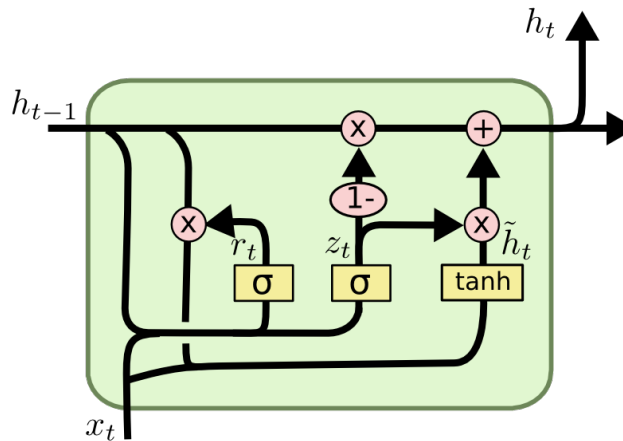 h_t
h_{t-1}
x
+
1-
x
r_t
z_t
x
h̃_t
σ
σ
tanh
x_t